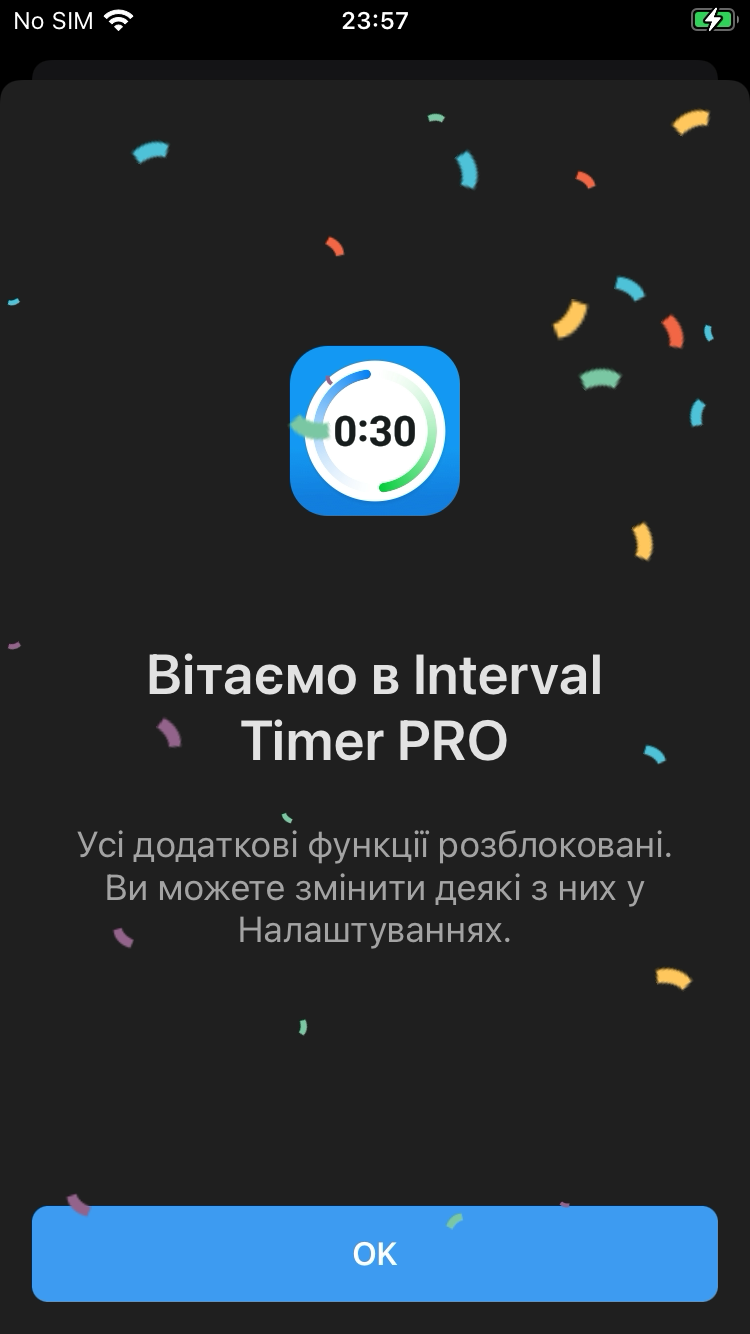 No SIM
23:57
0:30
Вітаємо в Interval
Timer PRO
Усі додаткові функції розблоковані.
Ви можете змінити деякі з них у
Налаштуваннях.
OK